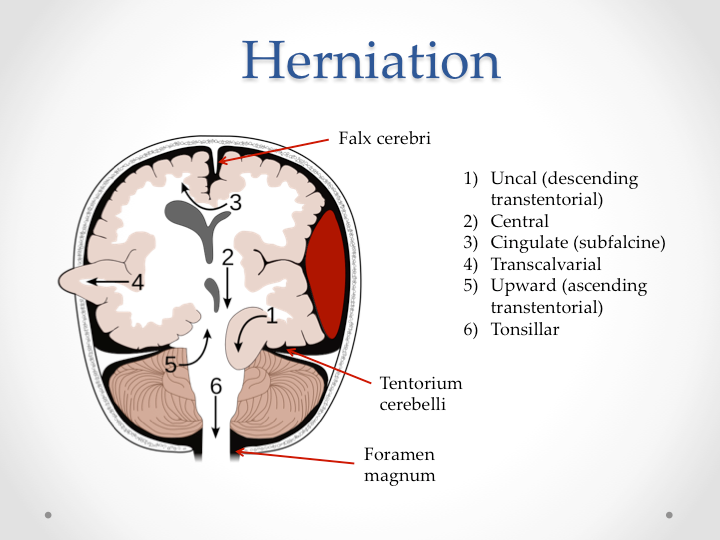 Herniation
Falx cerebri
1) Uncal (descending
transtentorial)
2) Central
3) Cingulate (subfalcine)
4) Transcalvarial
5) Upward (ascending
transtentorial)
6) Tonsillar
3
2
4
1
5
6
Tentorium
cerebelli
Foramen
magnum